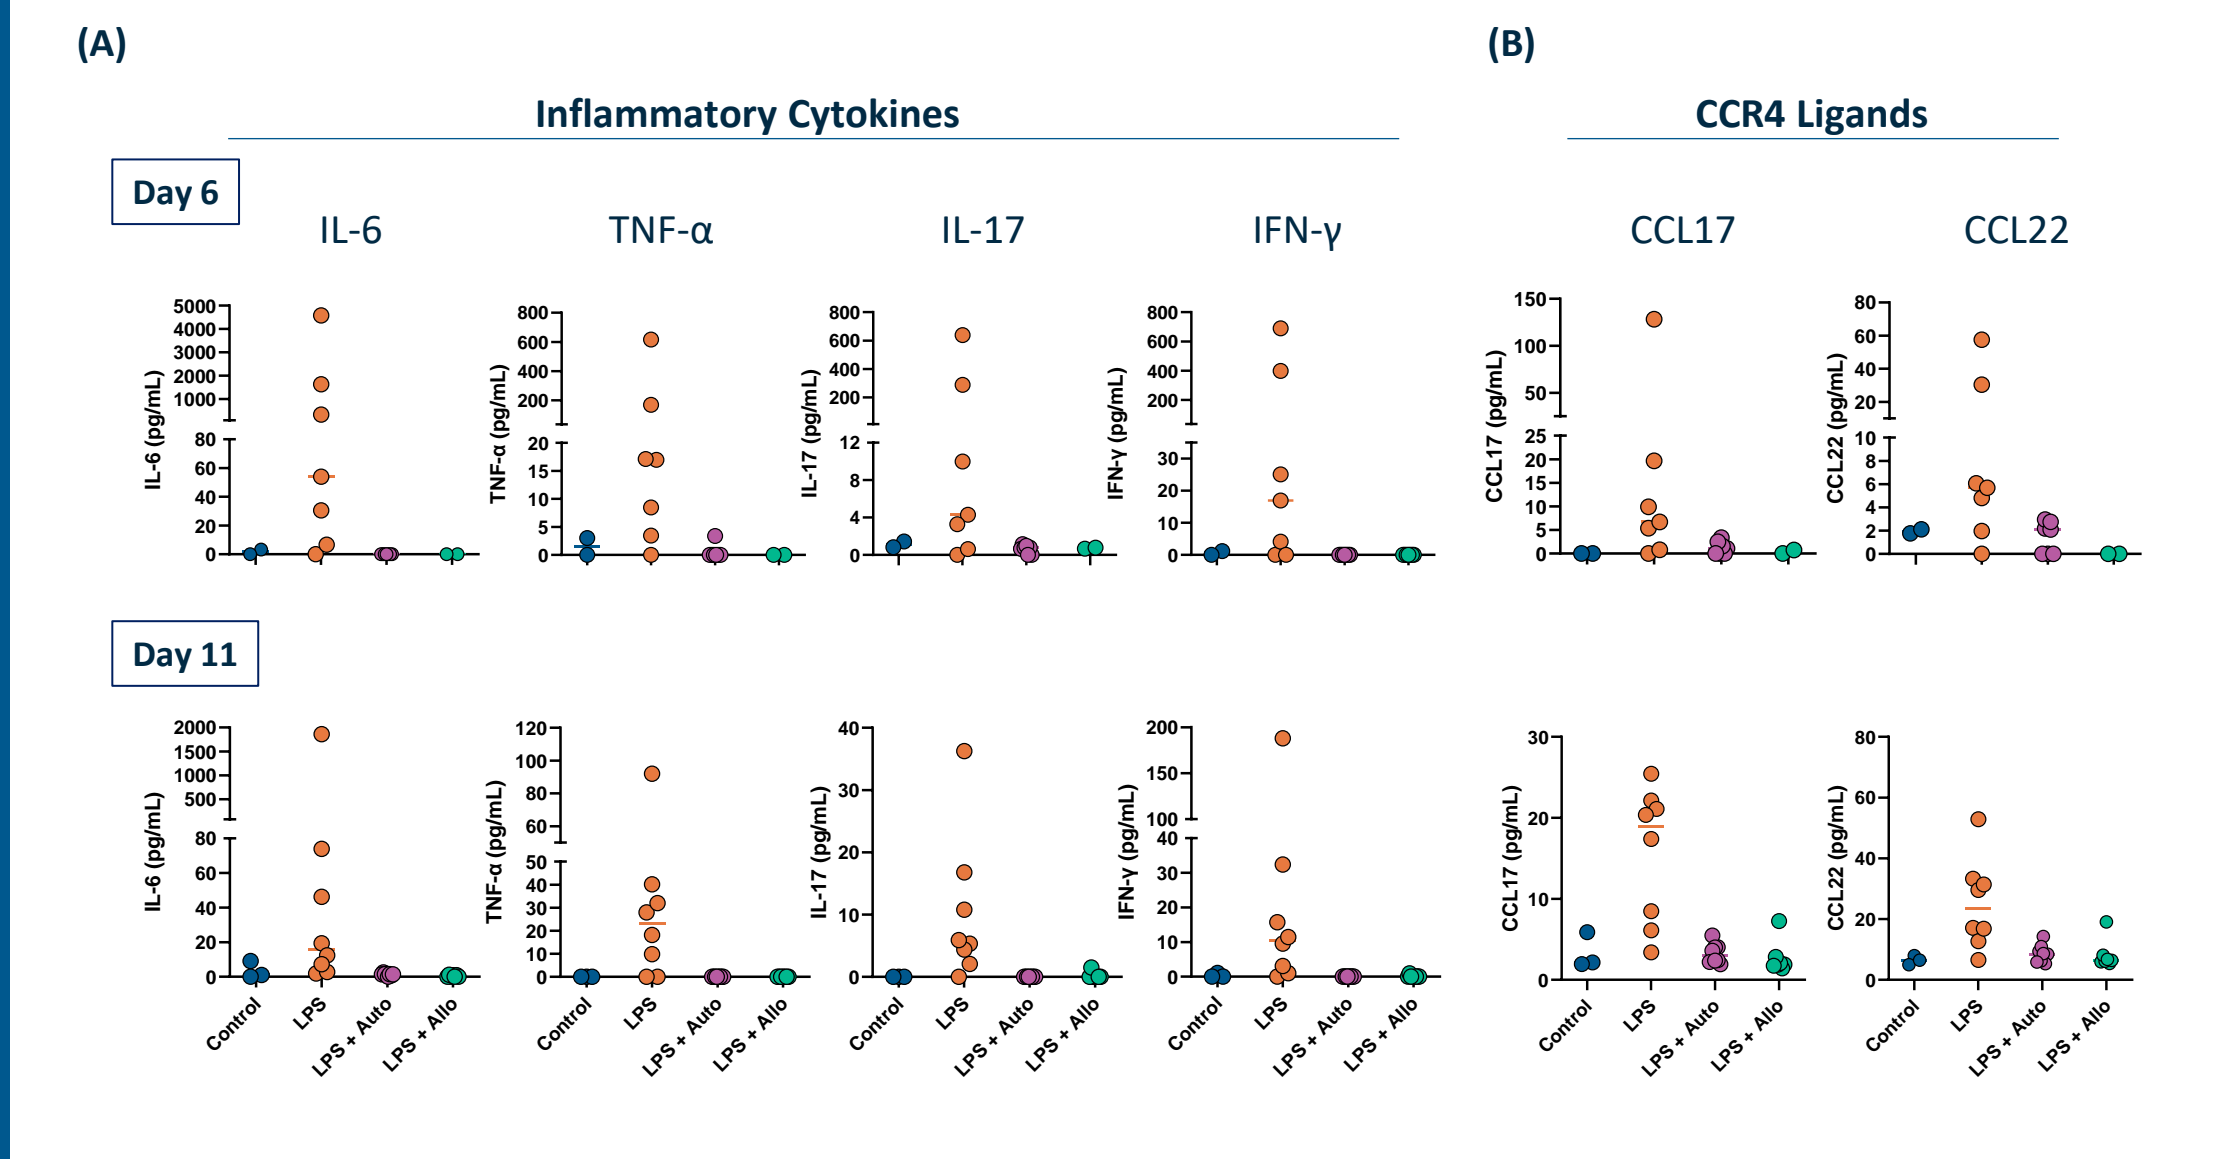 (A)
(B)
Inflammatory Cytokines
CCR4 Ligands
Day 6
IL-6
TNF-α
IL-17
IFN-γ
CCL17
CCL22
IL-6 (pg/mL)
5000
4000
3000
2000
1000
80
60
40
20
0
TNF-α (pg/mL)
800
600
400
200
20
15
10
5
0
IL-17 (pg/mL)
800
600
400
200
12
8
4
0
IFN-γ (pg/mL)
800
600
400
200
30
20
10
0
CCL17 (pg/mL)
150
100
50
25
20
15
10
5
0
CCL22 (pg/mL)
80
60
40
20
10
8
6
4
2
0
Day 11
IL-6 (pg/mL)
2000
1500
1000
500
80
60
40
20
0
Control
LPS
LPS + Auto
LPS + Allo
TNF-α (pg/mL)
120
100
80
60
50
40
30
20
10
0
Control
LPS
LPS + Auto
LPS + Allo
IL-17 (pg/mL)
40
30
20
10
0
Control
LPS
LPS + Auto
LPS + Allo
IFN-γ (pg/mL)
200
150
100
40
30
20
10
0
Control
LPS
LPS + Auto
LPS + Allo
CCL17 (pg/mL)
30
20
10
0
Control
LPS
LPS + Auto
LPS + Allo
CCL22 (pg/mL)
80
60
40
20
0
Control
LPS
LPS + Auto
LPS + Allo